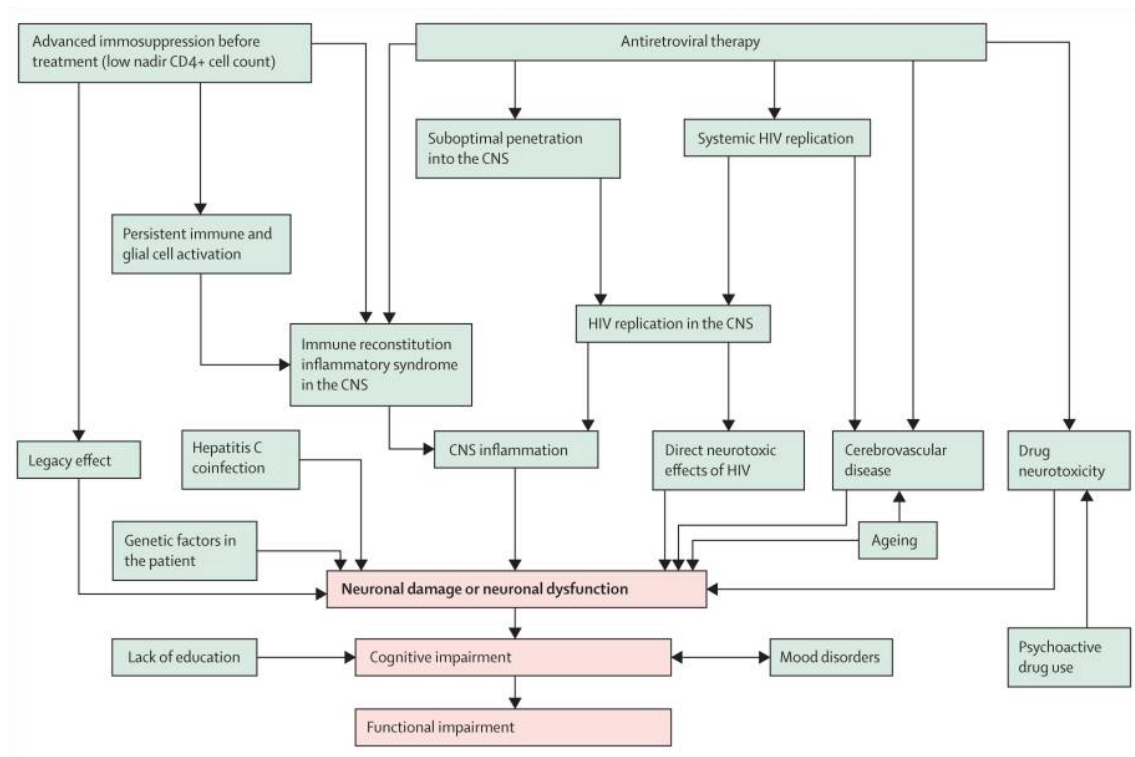 Advanced immosuppression before
treatment (low nadir CD4+ cell count)
Antiretroviral therapy
Suboptimal penetration
into the CNS
Systemic HIV replication
Persistent immune and
glial cell activation
HIV replication in the CNS
Immune reconstitution
inflammatory syndrome
in the CNS
Legacy effect
Hepatitis C
coinfection
CNS inflammation
Direct neurotoxic
effects of HIV
Cerebrovascular
disease
Drug
neurotoxicity
Genetic factors in
the patient
Ageing
Neuronal damage or neuronal dysfunction
Lack of education
Cognitive impairment
Mood disorders
Psychoactive
drug use
Functional impairment